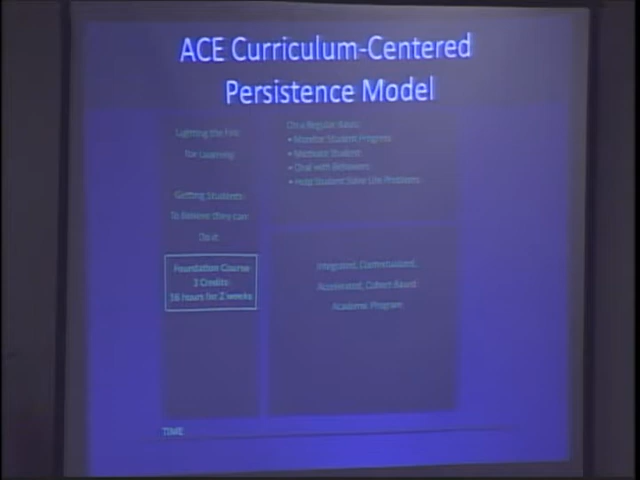 ACE Curriculum-Centered
Persistence Model
Lighting the Fire
for Learning
Getting Students
To Believe they can
Do it
Foundation Course
3 Credits
36 hours for 2 weeks
On a Regular Basis:
• Monitor Student Progress
• Motivate Student
• Deal with Behaviors
• Help Student Solve Life Problems
Integrated, Contextualized,
Accelerated, Cohort Based
Academic Program
TIME